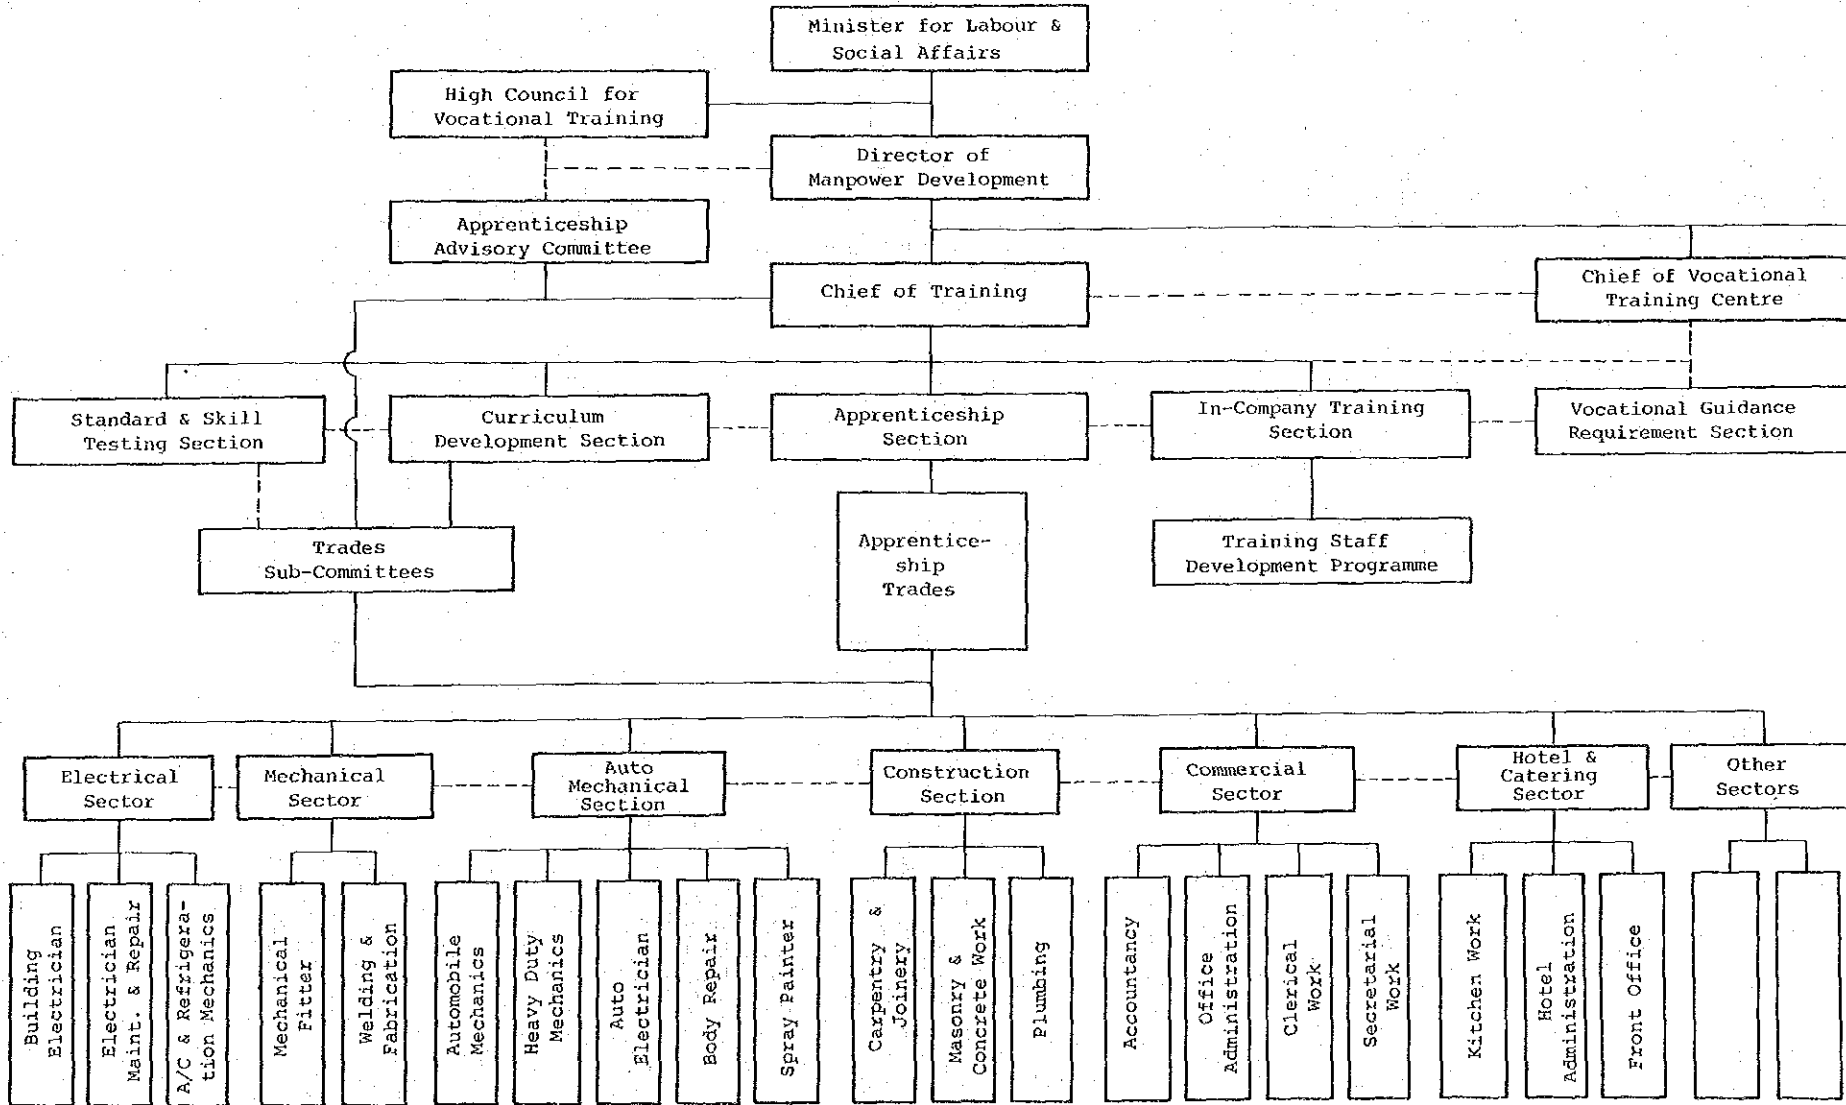 Minister for Labour &
Social Affairs
High Council for
Vocational Training
Director of
Manpower Development
Apprenticeship
Advisory Committee
Chief of Training
Chief of Vocational
Training Centre
Standard & Skill
Testing Section
Curriculum
Development Section
Apprenticeship
Section
In-Company Training
Section
Vocational Guidance
Requirement Section
Trades
Sub-Committees
Apprentice-
ship
Trades
Training Staff
Development Programme
Electrical
Sector
Mechanical
Sector
Auto
Mechanical
Section
Construction
Section
Commercial
Sector
Hotel &
Catering
Sector
Other
Sectors
Building
Electrician
Electrician
Maint. & Repair
A/C & Refrigera-
tion Mechanics
Mechanical
Fitter
Welding &
Fabrication
Automobile
Mechanics
Heavy Duty
Mechanics
Auto
Electrician
Body Repair
Spray Painter
Carpentry &
Joinery
Masonry &
Concrete Work
Plumbing
Accountancy
Office
Administration
Clerical
Work
Secretarial
Work
Kitchen Work
Hotel
Administration
Front Office